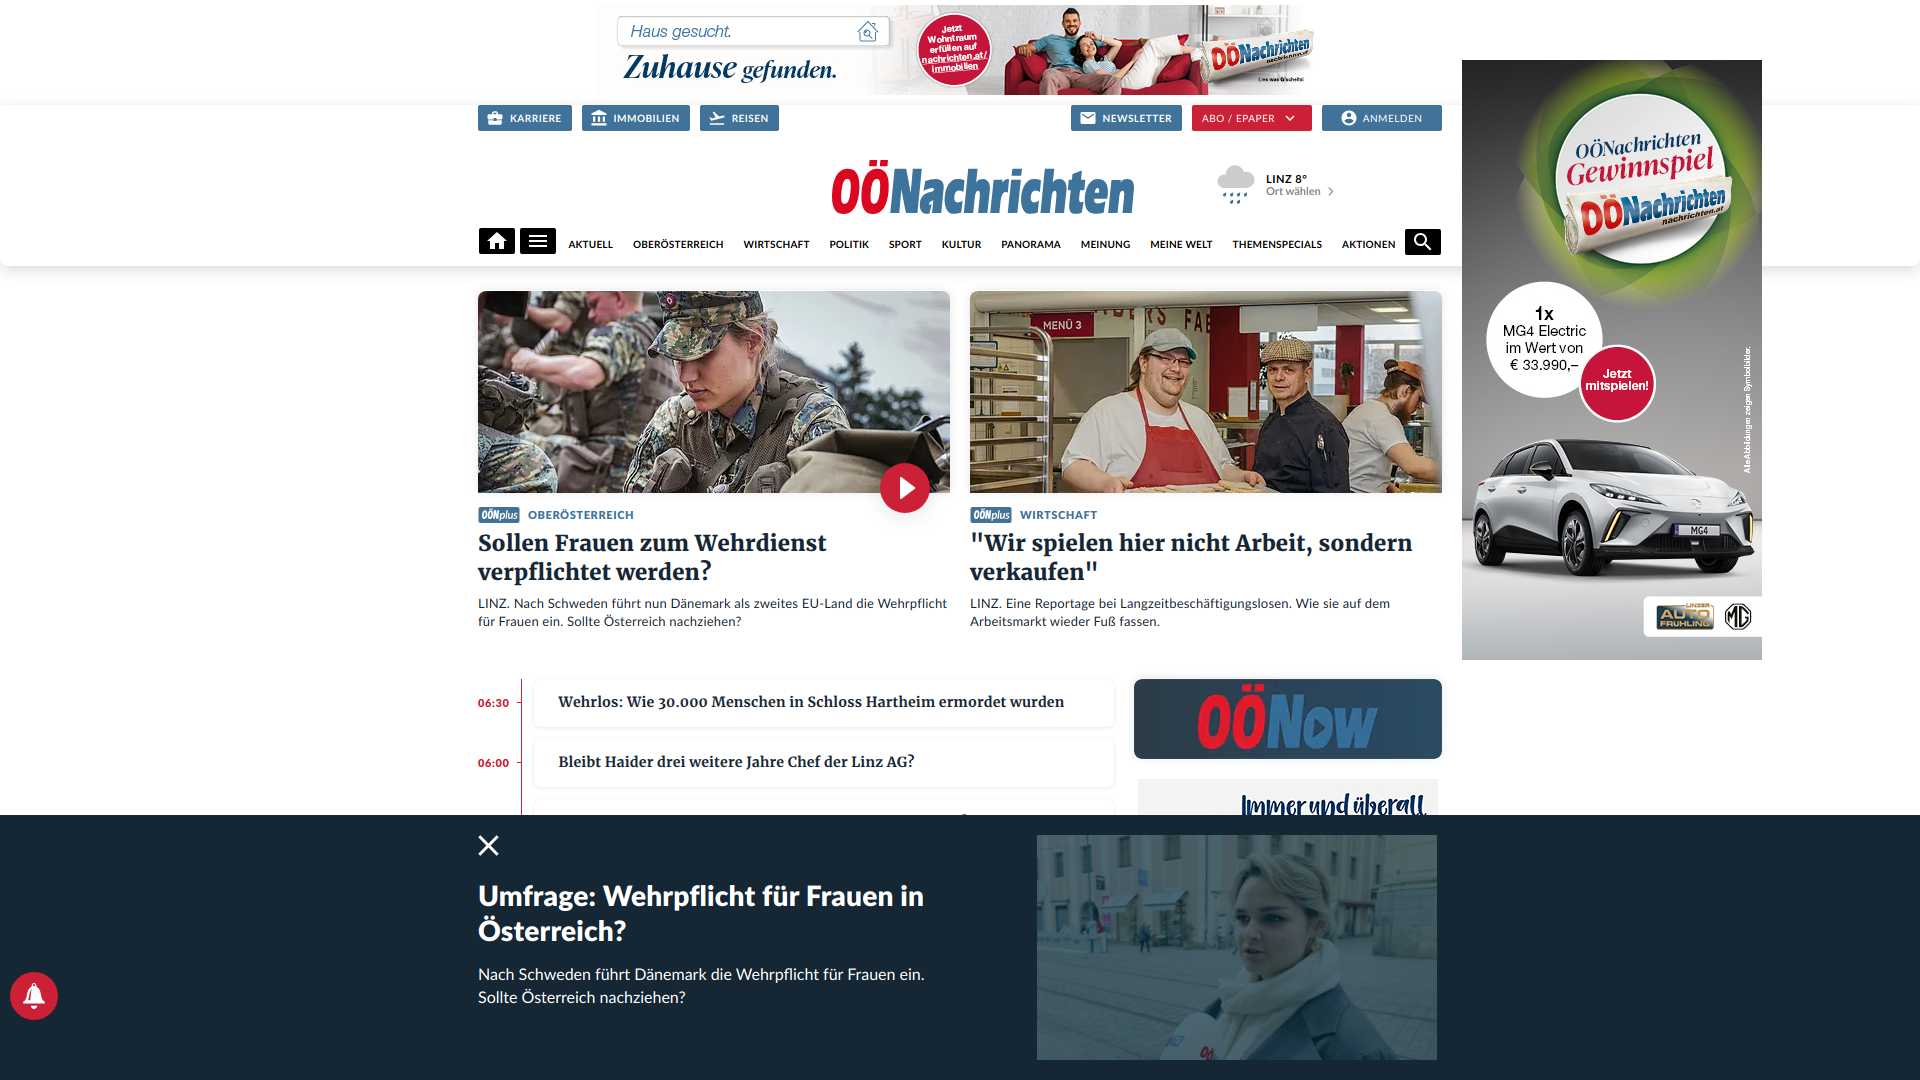 Haus gesucht.
Zuhause gefunden.
Jetzt
Wohntraum
erfüllen auf
nachrichten.at/
immobilien
OÖNachrichten
nachrichten.at
Lies was G'scheits!
KARRIERE
IMMOBILIEN
REISEN
NEWSLETTER
ABO / EPAPER
ANMELDEN
OÖNachrichten
LINZ 8°
Ort wählen
AKTUELL
OBERÖSTERREICH
WIRTSCHAFT
POLITIK
SPORT
KULTUR
PANORAMA
MEINUNG
MEINE WELT
THEMENSPECIALS
AKTIONEN
MENÜ 3
OÖNplus OBERÖSTERREICH
Sollen Frauen zum Wehrdienst
verpflichtet werden?
LINZ. Nach Schweden führt nun Dänemark als zweites EU-Land die Wehrpflicht
für Frauen ein. Sollte Österreich nachziehen?
OÖNplus WIRTSCHAFT
"Wir spielen hier nicht Arbeit, sondern
verkaufen"
LINZ. Eine Reportage bei Langzeitbeschäftigungslosen. Wie sie auf dem
Arbeitsmarkt wieder Fuß fassen.
OÖNachrichten
Gewinnspiel
OÖNachrichten
nachrichten.at
1x
MG4 Electric
im Wert von
€ 33.990,–
Jetzt
mitspielen!
Alle Abbildungen zeigen Symbolbilder.
MG4
LINZER
AUTO
FRÜHLING
MG
06:30
Wehrlos: Wie 30.000 Menschen in Schloss Hartheim ermordet wurden
06:00
Bleibt Haider drei weitere Jahre Chef der Linz AG?
OÖNow
Immer und überall
Umfrage: Wehrpflicht für Frauen in
Österreich?
Nach Schweden führt Dänemark die Wehrpflicht für Frauen ein.
Sollte Österreich nachziehen?